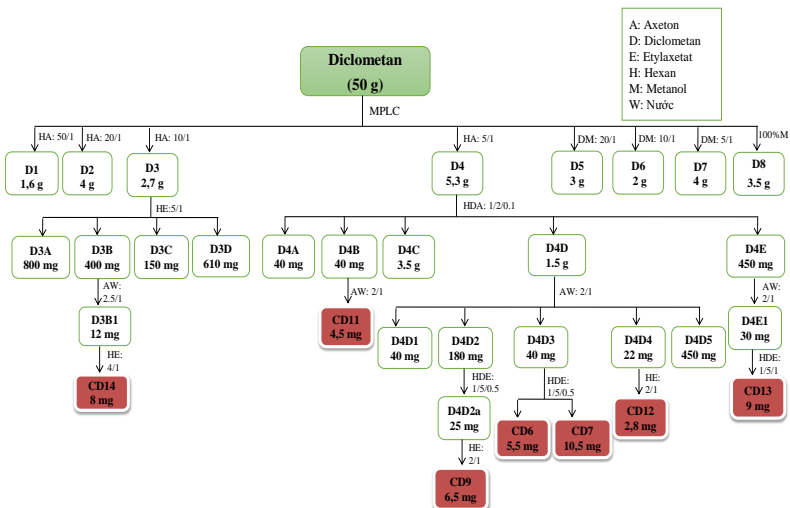 A: Axeton
D: Diclometan
E: Etylaxetat
H: Hexan
M: Metanol
W: Nước
Diclometan
(50 g)
MPLC
HA: 50/1
HA: 20/1
HA: 10/1
HA: 5/1
DM: 20/1
DM: 10/1
DM: 5/1
100%M
D1
1,6 g
D2
4 g
D3
2,7 g
D4
5,3 g
D5
3 g
D6
2 g
D7
4 g
D8
3.5 g
HE:5/1
HDA: 1/2/0.1
D3A
800 mg
D3B
400 mg
D3C
150 mg
D3D
610 mg
D4A
40 mg
D4B
40 mg
D4C
3.5 g
D4D
1.5 g
D4E
450 mg
AW:
2.5/1
AW: 2/1
AW: 2/1
AW:
2/1
D3B1
12 mg
CD11
4,5 mg
D4D1
40 mg
D4D2
180 mg
D4D3
40 mg
D4D4
22 mg
D4D5
450 mg
D4E1
30 mg
HE:
4/1
HDE:
1/5/0.5
HDE:
1/5/0.5
HE:
2/1
HDE:
1/5/1
CD14
8 mg
D4D2a
25 mg
CD6
5,5 mg
CD7
10,5 mg
CD12
2,8 mg
CD13
9 mg
HE:
2/1
CD9
6,5 mg